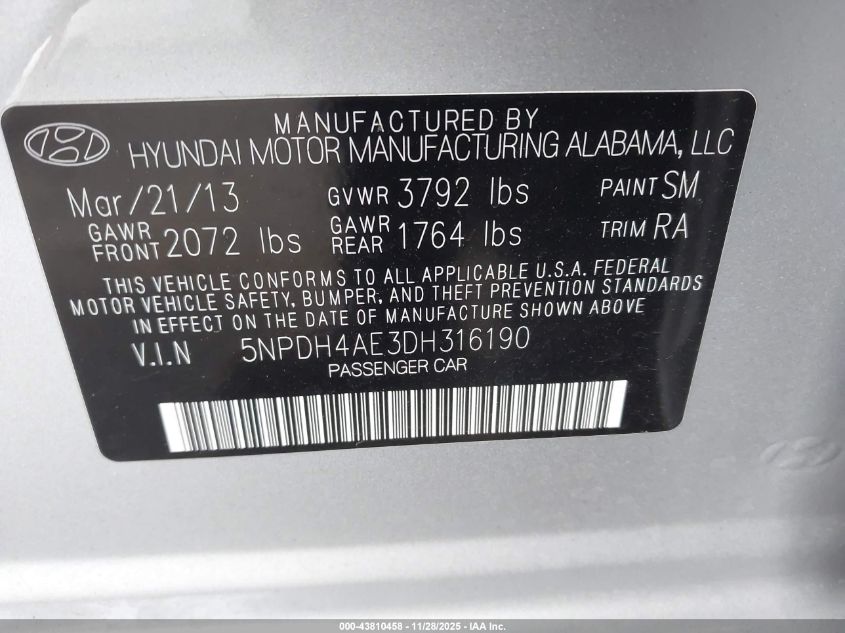 MANUFACTURED BY
HYUNDAI MOTOR MANUFACTURING ALABAMA, LLC
Mar/21/13 GVWR 3792 lbs PAINT SM
GAWR FRONT 2072 lbs GAWR REAR 1764 lbs TRIM RA
THIS VEHICLE CONFORMS TO ALL APPLICABLE U.S.A. FEDERAL
MOTOR VEHICLE SAFETY, BUMPER, AND THEFT PREVENTION STANDARDS
IN EFFECT ON THE DATE OF MANUFACTURE SHOWN ABOVE
V.I.N 5NPDH4AE3DH316190
PASSENGER CAR
000-43810458 - 11/28/2025 - IAA Inc.